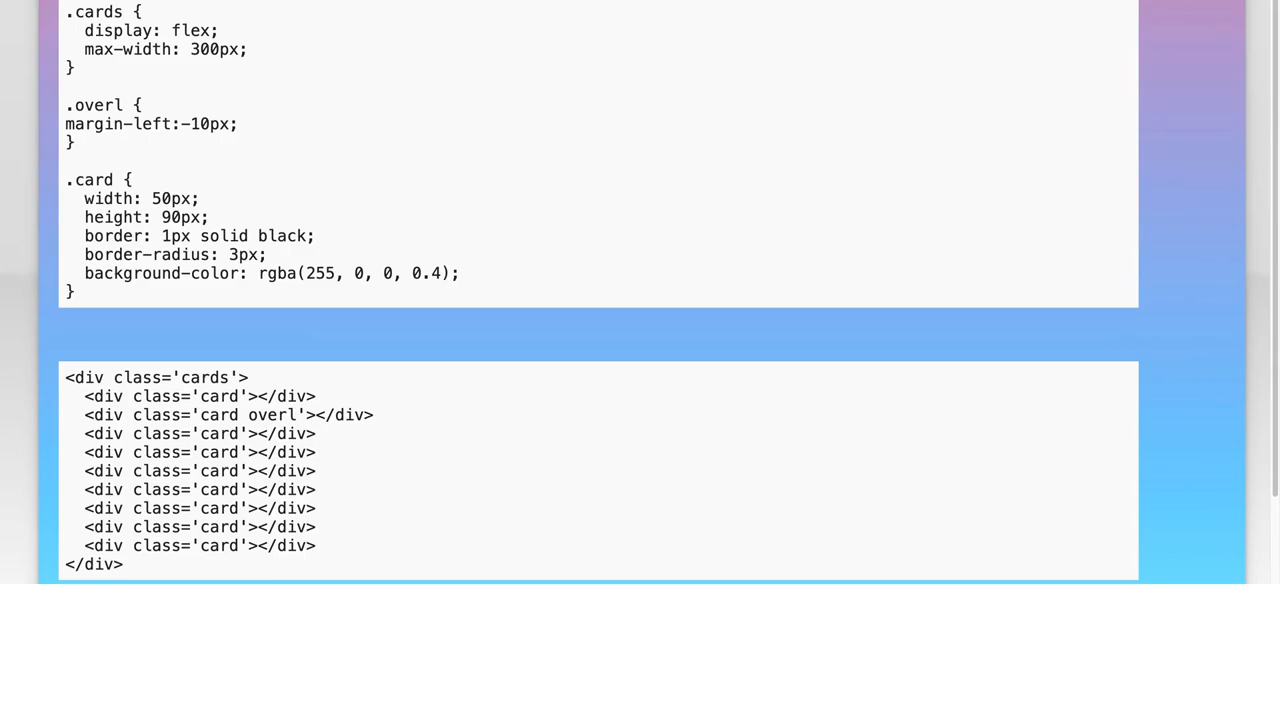 .cards {
  display: flex;
  max-width: 300px;
}

.overl {
margin-left:-10px;
}

.card {
  width: 50px;
  height: 90px;
  border: 1px solid black;
  border-radius: 3px;
  background-color: rgba(255, 0, 0, 0.4);
}

<div class='cards'>
  <div class='card'></div>
  <div class='card overl'></div>
  <div class='card'></div>
  <div class='card'></div>
  <div class='card'></div>
  <div class='card'></div>
  <div class='card'></div>
  <div class='card'></div>
  <div class='card'></div>
</div>